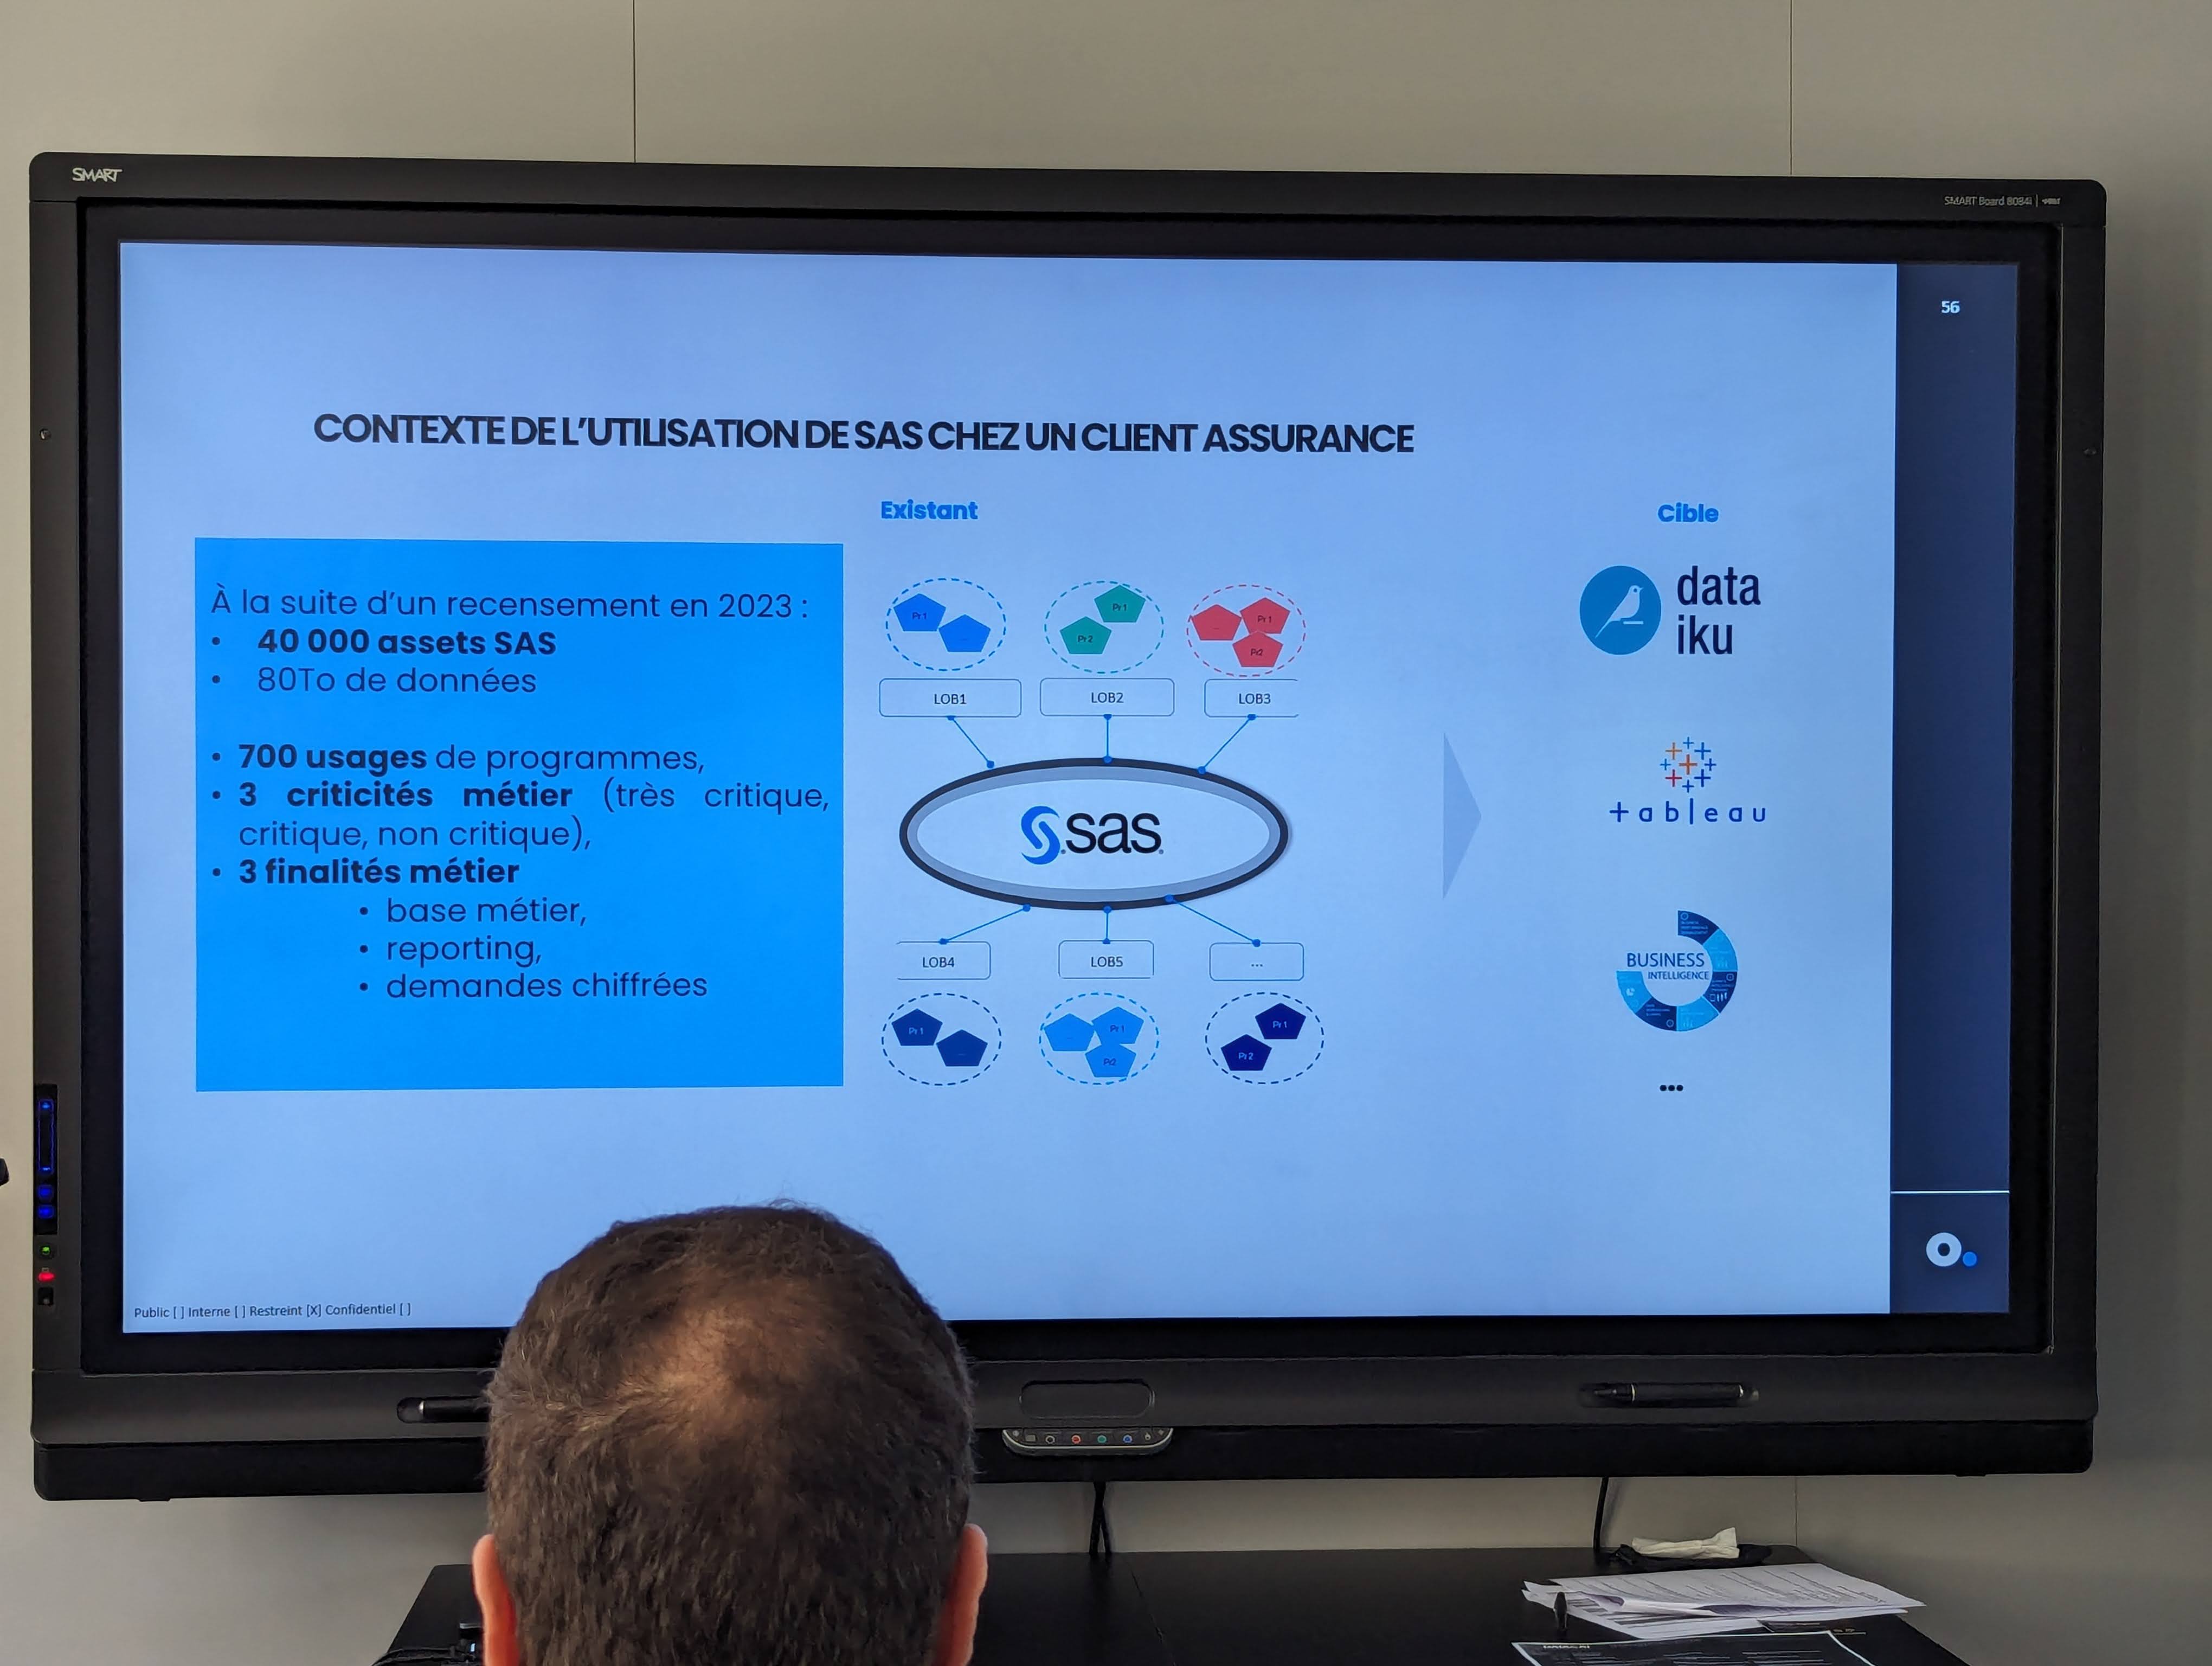 SMART
SMART Board 8084i
56
CONTEXTE DE L'UTILISATION DE SAS CHEZ UN CLIENT ASSURANCE
À la suite d'un recensement en 2023 :
• 40 000 assets SAS
• 80To de données
• 700 usages de programmes,
• 3 criticités métier (très critique,
critique, non critique),
• 3 finalités métier
• base métier,
• reporting,
• demandes chiffrées
Existant
Pr1
Pr1
Pr2
Pr1
Pr2
LOB1
LOB2
LOB3
sas
LOB4
LOB5
...
Pr1
Pr1
Pr2
Pr1
Pr2
Cible
data
iku
+ableau
BUSINESS
INTELLIGENCE
...
Public [ ] Interne [ ] Restreint [X] Confidentiel [ ]